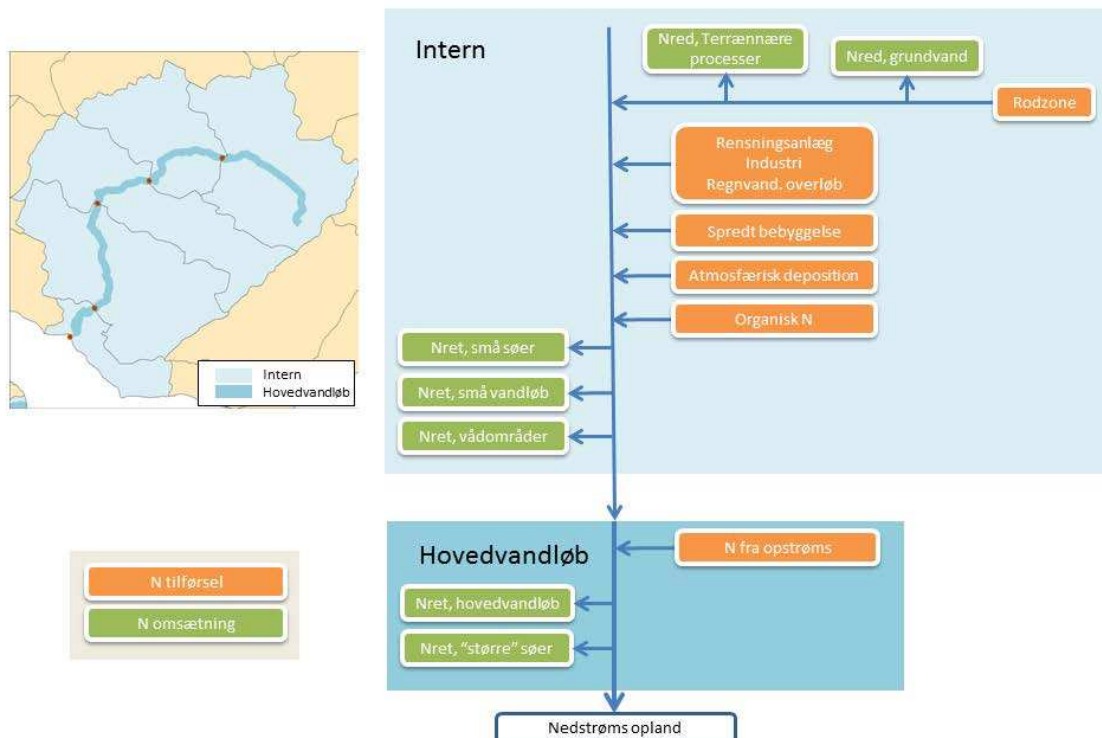 Intern
Nred, Terrænnære
processer
Nred, grundvand
Rodzone
Rensningsanlæg
Industri
Regnvand. overløb
Spredt bebyggelse
Atmosfærisk deposition
Organisk N
Nret, små søer
Nret, små vandløb
Nret, vådområder
Intern
Hovedvandløb
Hovedvandløb
N fra opstrøms
Nret, hovedvandløb
Nret, “større” søer
N tilførsel
N omsætning
Nedstrøms opland